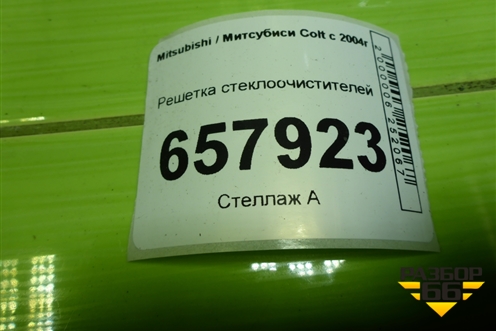 Mitsubishi / Митсубиси Colt с 2004г
Решетка стеклоочистителей
657923
Стеллаж А
2000006252067
РАЗБОР
66